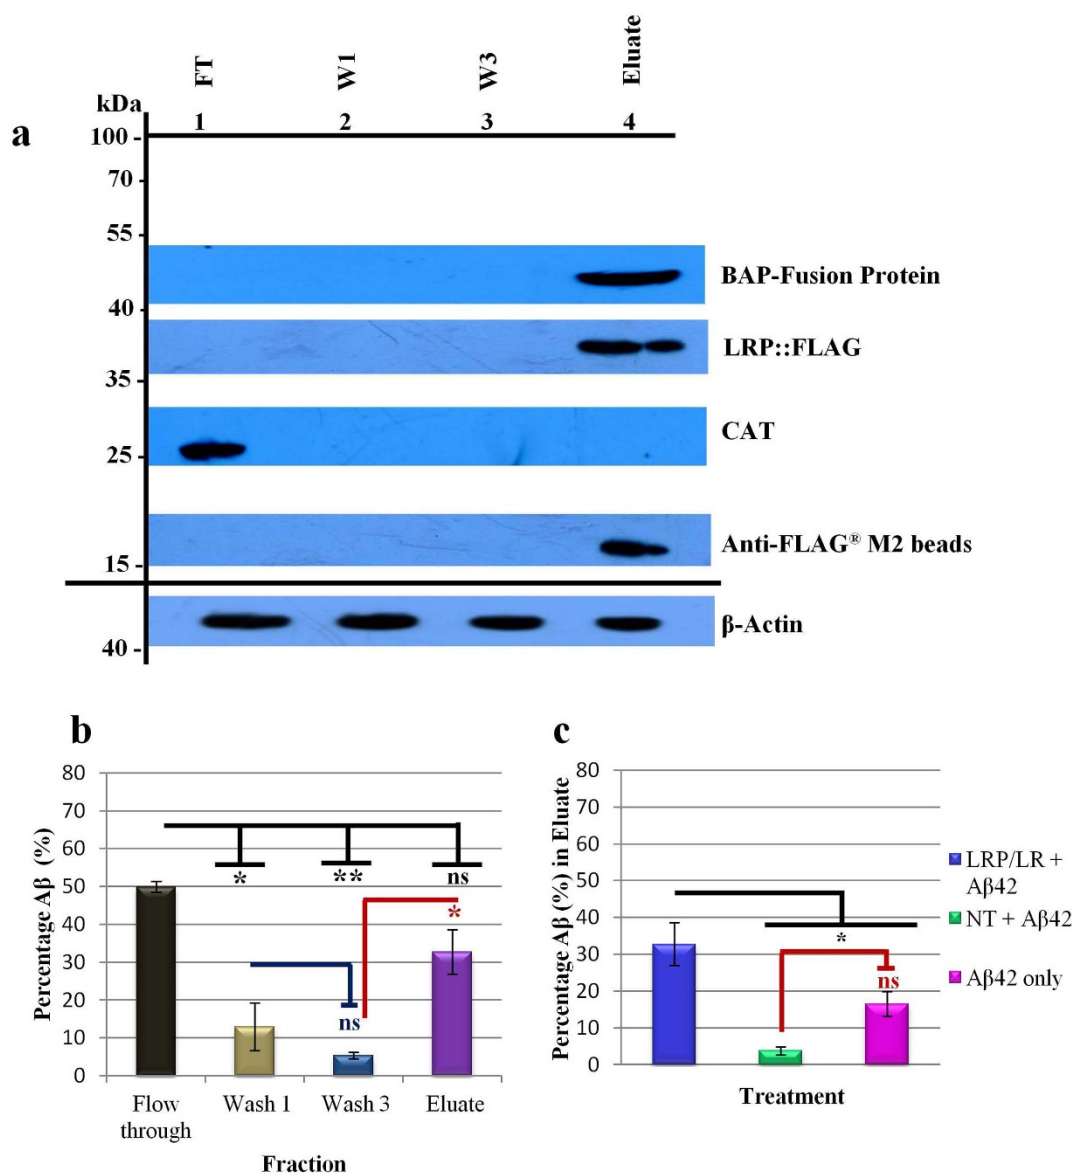 FT
W1
W3
Eluate
kDa
1 2 3 4
a
100 -
70 -
55 -
BAP-Fusion Protein
40 -
LRP::FLAG
35 -
CAT
25 -
Anti-FLAG® M2 beads
15 -
β-Actin
40 -
b
Percentage Aβ (%)
80
70
60
50
40
30
20
10
0
*
**
ns
*
ns
Flow through
Wash 1
Wash 3
Eluate
Fraction
c
Percentage Aβ (%) in Eluate
80
70
60
50
40
30
20
10
0
*
ns
Treatment
LRP/LR +
Aβ42
NT + Aβ42
Aβ42 only